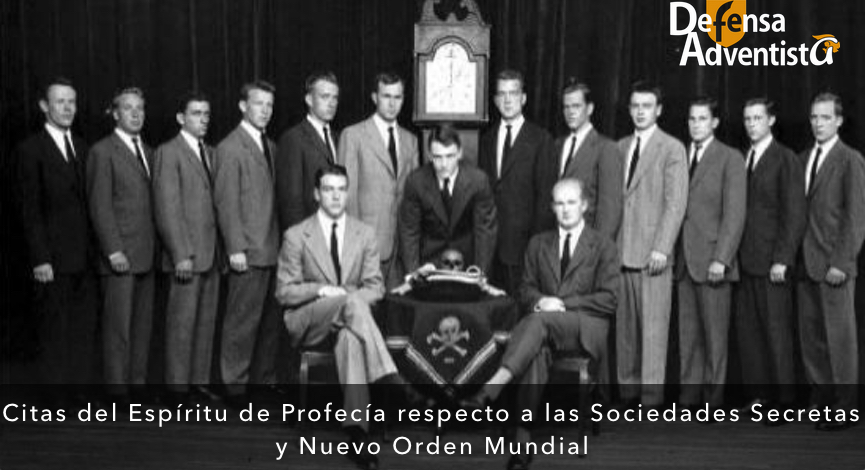 Defensa
Adventista
Citas del Espíritu de Profecía respecto a las Sociedades Secretas
y Nuevo Orden Mundial